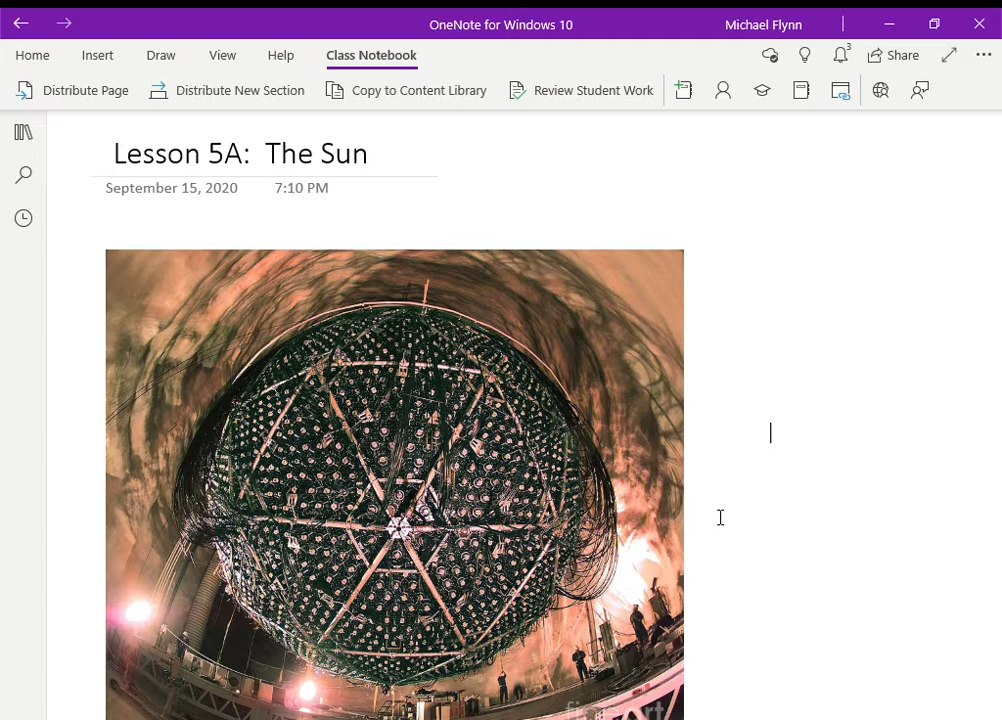 OneNote for Windows 10
Michael Flynn
Home Insert Draw View Help Class Notebook
3
Share
Distribute Page Distribute New Section Copy to Content Library Review Student Work
Lesson 5A: The Sun
September 15, 2020 7:10 PM